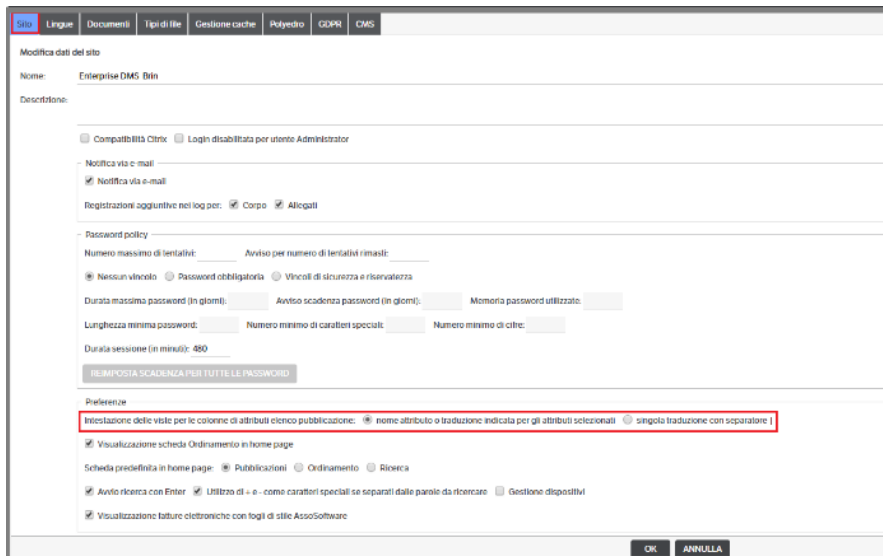 Sito Lingue Documenti Tipi di file Gestione cache Polyedro GDPR CMS
Modifica dati del sito
Nome: Enterprise DMS Brin
Descrizione:
Compatibilità Citrix Login disabilitata per utente Administrator
Notifica via e-mail
Notifica via e-mail
Registrazioni aggiuntive nel log per: Corpo Allegati
Password policy
Numero massimo di tentativi: Avviso per numero di tentativi rimasti:
Nessun vincolo Password obbligatoria Vincoli di sicurezza e riservatezza
Durata massima password (in giorni): Avviso scadenza password (in giorni): Memoria password utilizzate:
Lunghezza minima password: Numero minimo di caratteri speciali: Numero minimo di cifre:
Durata sessione (in minuti): 480
REIMPOSTA SCADENZA PER TUTTE LE PASSWORD
Preferenze
Intestazione delle viste per le colonne di attributi elenco pubblicazione: nome attributo o traduzione indicata per gli attributi selezionati singola traduzione con separatore |
Visualizzazione scheda Ordinamento in home page
Scheda predefinita in home page: Pubblicazioni Ordinamento Ricerca
Avvio ricerca con Enter Utilizzo di + e - come caratteri speciali se separati dalle parole da ricercare Gestione dispositivi
Visualizzazione fatture elettroniche con fogli di stile AssoSoftware
OK ANNULLA